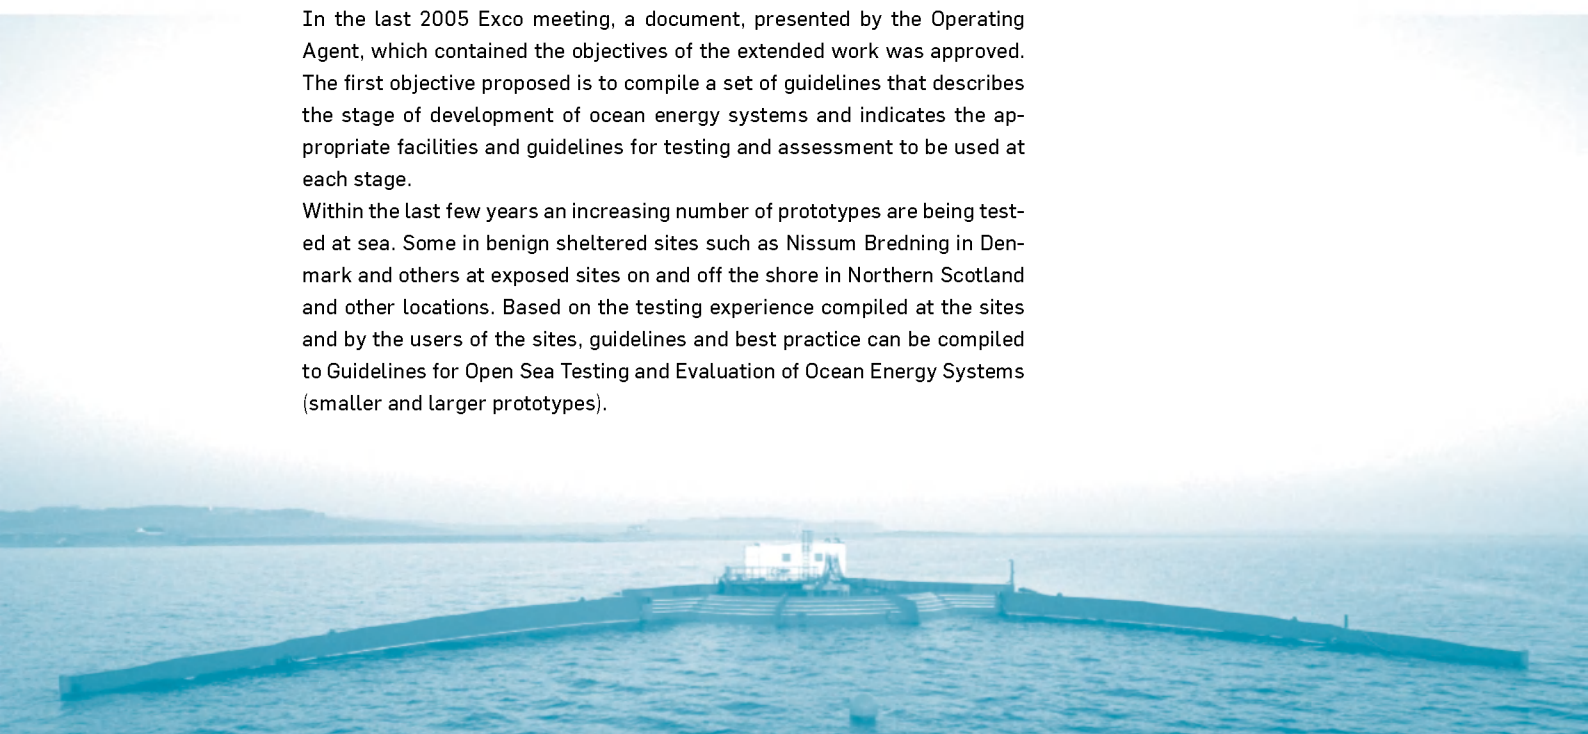 In the last 2005 Exco meeting, a document, presented by the Operating
Agent, which contained the objectives of the extended work was approved.
The first objective proposed is to compile a set of guidelines that describes
the stage of development of ocean energy systems and indicates the ap-
propriate facilities and guidelines for testing and assessment to be used at
each stage.
Within the last few years an increasing number of prototypes are being test-
ed at sea. Some in benign sheltered sites such as Nissum Bredning in Den-
mark and others at exposed sites on and off the shore in Northern Scotland
and other locations. Based on the testing experience compiled at the sites
and by the users of the sites, guidelines and best practice can be compiled
to Guidelines for Open Sea Testing and Evaluation of Ocean Energy Systems
(smaller and larger prototypes).